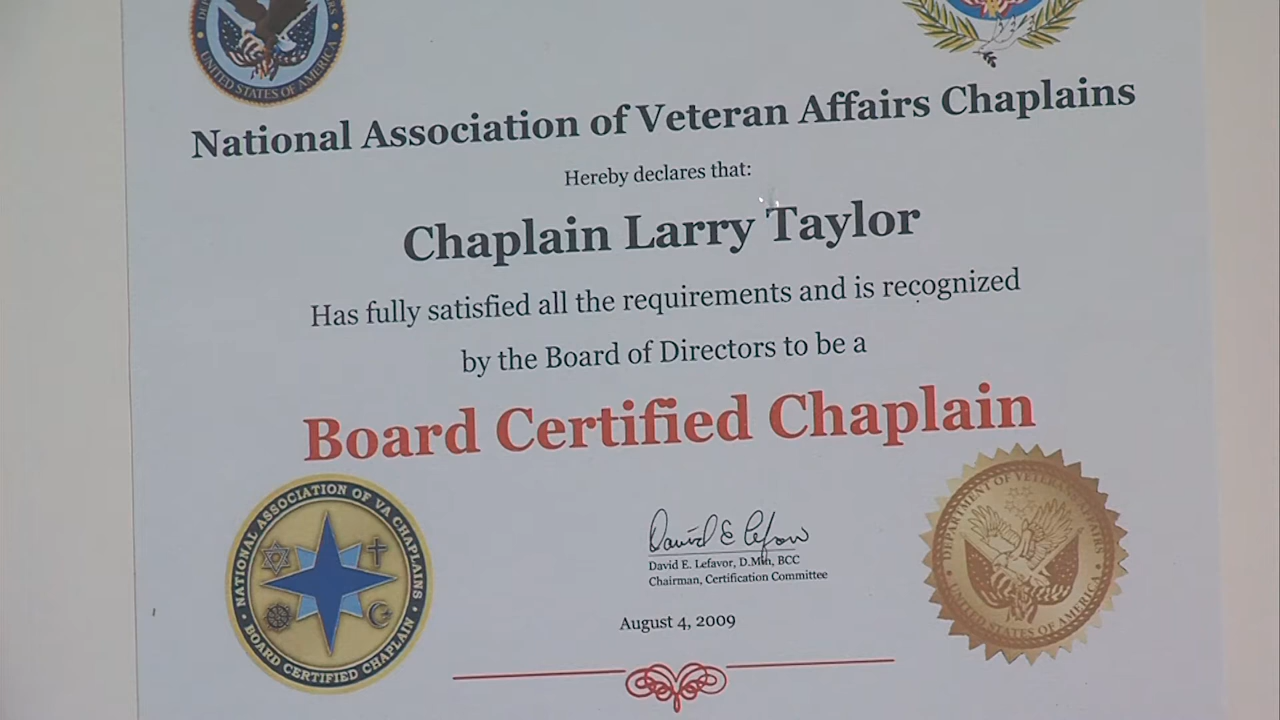 UNITED STATES OF AMERICA
National Association of Veteran Affairs Chaplains
Hereby declares that:
Chaplain Larry Taylor
Has fully satisfied all the requirements and is recognized
by the Board of Directors to be a
Board Certified Chaplain
NATIONAL ASSOCIATION OF VA CHAPLAINS
BOARD CERTIFIED CHAPLAIN
David E Lefavor
David E. Lefavor, D.Min, BCC
Chairman, Certification Committee
August 4, 2009
DEPARTMENT OF VETERANS AFFAIRS
UNITED STATES OF AMERICA